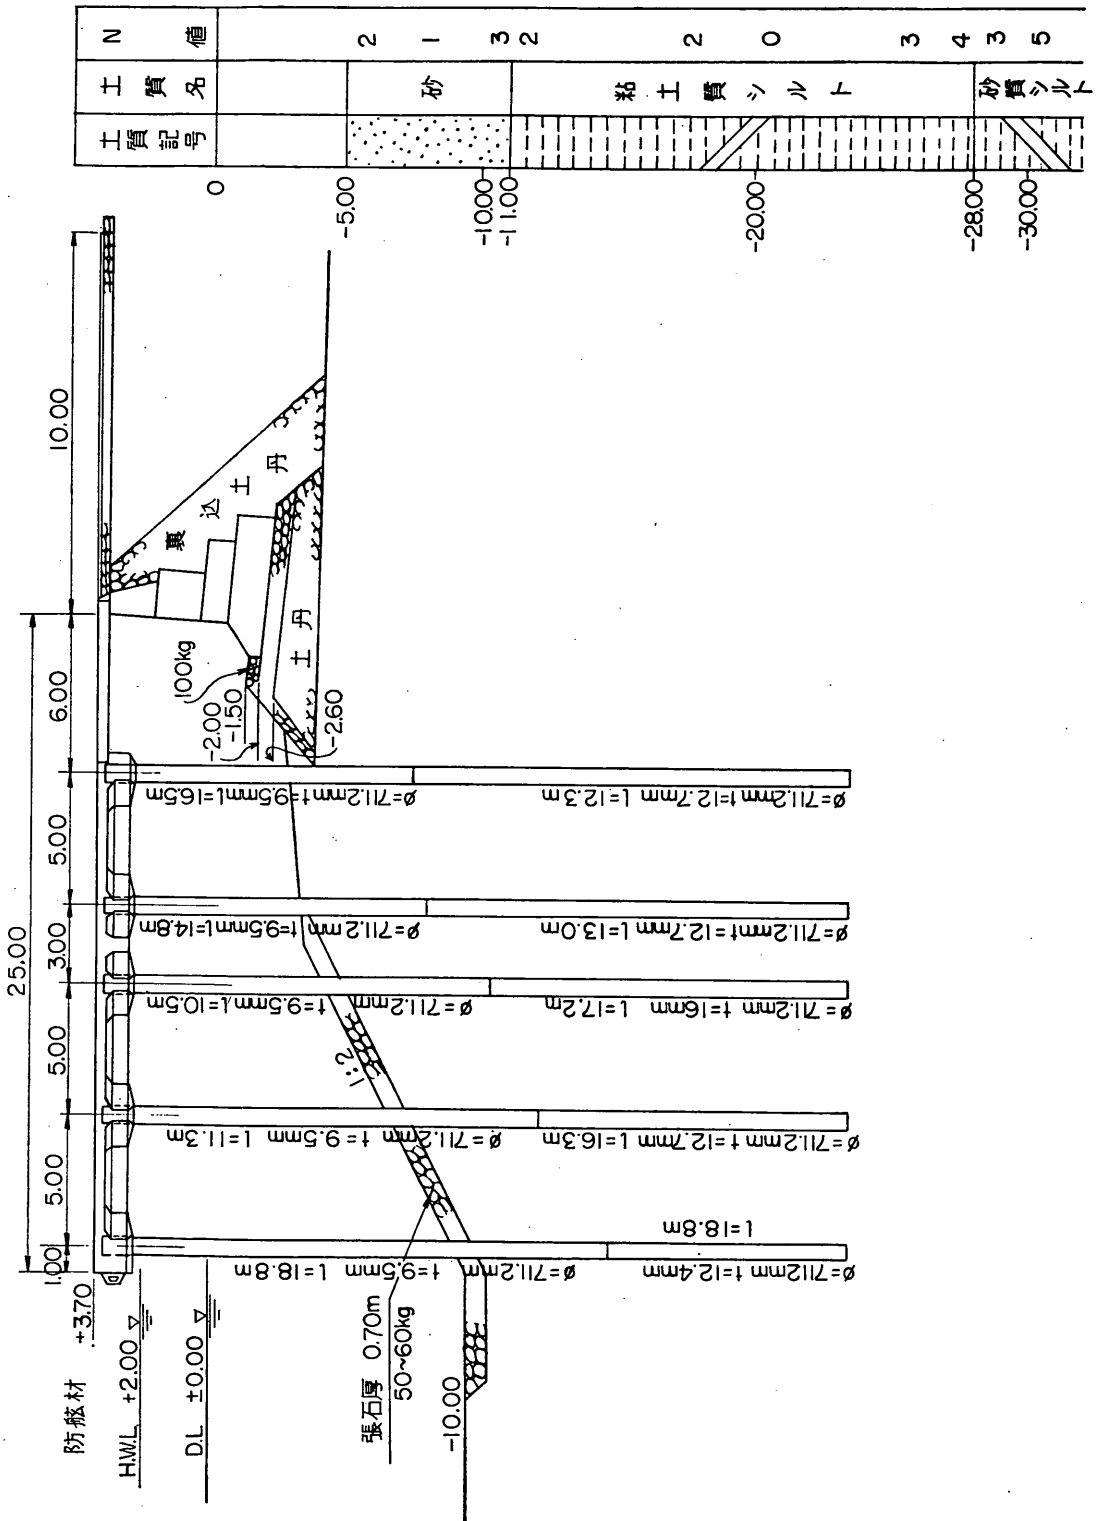 N 値
土質名
土質記号
2 1 3 2 2 0 3 4 3 5
砂
粘土質シルト
砂質シルト
0
-5.00
-10.00
-11.00
-20.00
-28.00
-30.00
25.00
1.00
5.00
5.00
3.00
5.00
6.00
10.00
防舷材
+3.70
H.W.L. +2.00
D.L ±0.00
張石厚 0.70m
50~60kg
-10.00
1:2
100kg
-2.00
-1.50
-2.60
裏込土丹
土丹
ø=711.2mm t=9.5mm l=18.8m
ø=7112mm t=12.4mm
l=18.8m
ø=711.2mm t=9.5mm l=11.3m
ø=711.2mm t=12.7mm l=16.3m
ø=711.2mm t=9.5mm l=10.5m
ø=711.2mm t=16mm l=17.2m
ø=711.2mm t=9.5mm l=14.8m
ø=711.2mm t=12.7mm l=13.0m
ø=711.2mm t=9.5mm l=16.5m
ø=711.2mm t=12.7mm l=12.3m